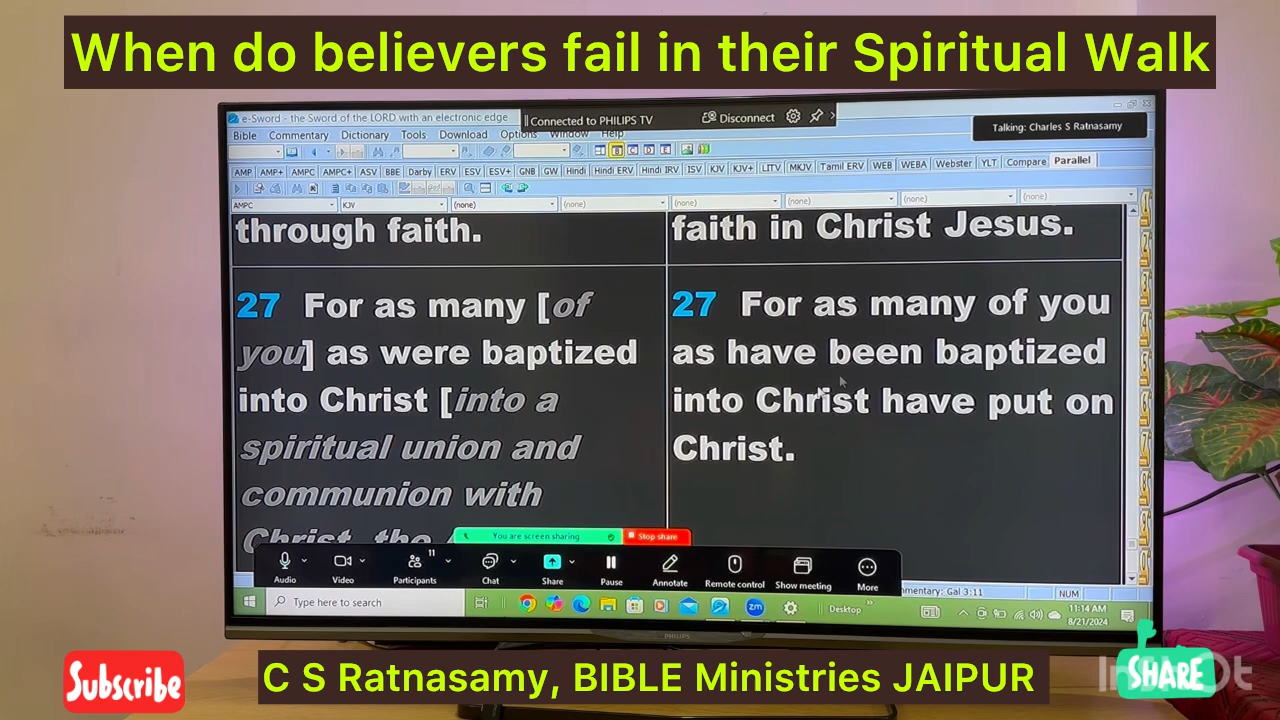 When do believers fail in their Spiritual Walk
e-Sword - the Sword of the LORD with an electronic edge
Connected to PHILIPS TV
Disconnect
Talking: Charles S Ratnasamy
Bible Commentary Dictionary Tools Download Options Window Help
AMP AMP+ AMPC AMPC+ ASV BBE Darby ERV ESV ESV+ GNB GW Hindi Hindi ERV Hindi IRV ISV KJV KJV+ LITV MKJV Tamil ERV WEB WEBA Webster YLT Compare Parallel
AMPC KJV (none) (none) (none) (none) (none) (none)
through faith.
27 For as many [of
you] as were baptized
into Christ [into a
spiritual union and
communion with
Christ, the
faith in Christ Jesus.
27 For as many of you
as have been baptized
into Christ have put on
Christ.
You are screen sharing
Stop share
11
Audio Video Participants Chat Share Pause Annotate Remote control Show meeting More
mentary: Gal 3:11
NUM
Type here to search
zm
Desktop
11:14 AM
8/21/2024
PHILIPS
Subscribe
C S Ratnasamy, BIBLE Ministries JAIPUR
SHARE